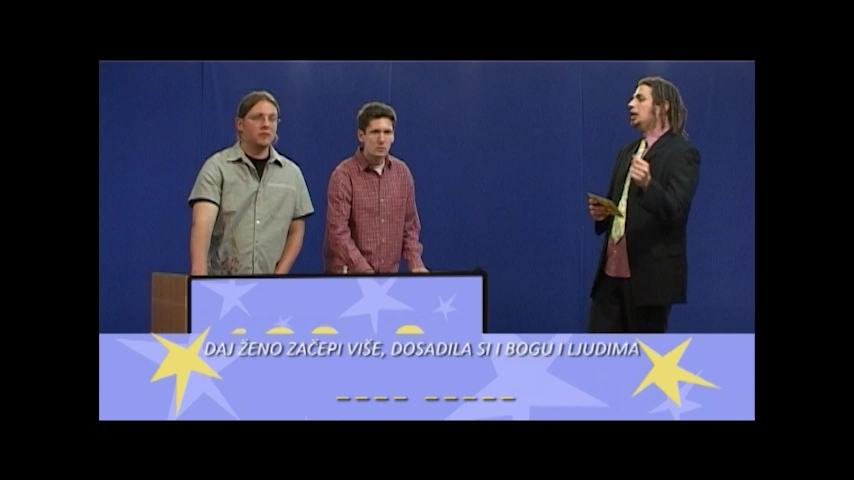 DAJ ŽENO ZAČEPI VIŠE, DOSADILA SI I BOGU I LJUDIMA
_ _ _ _  _ _ _ _ _